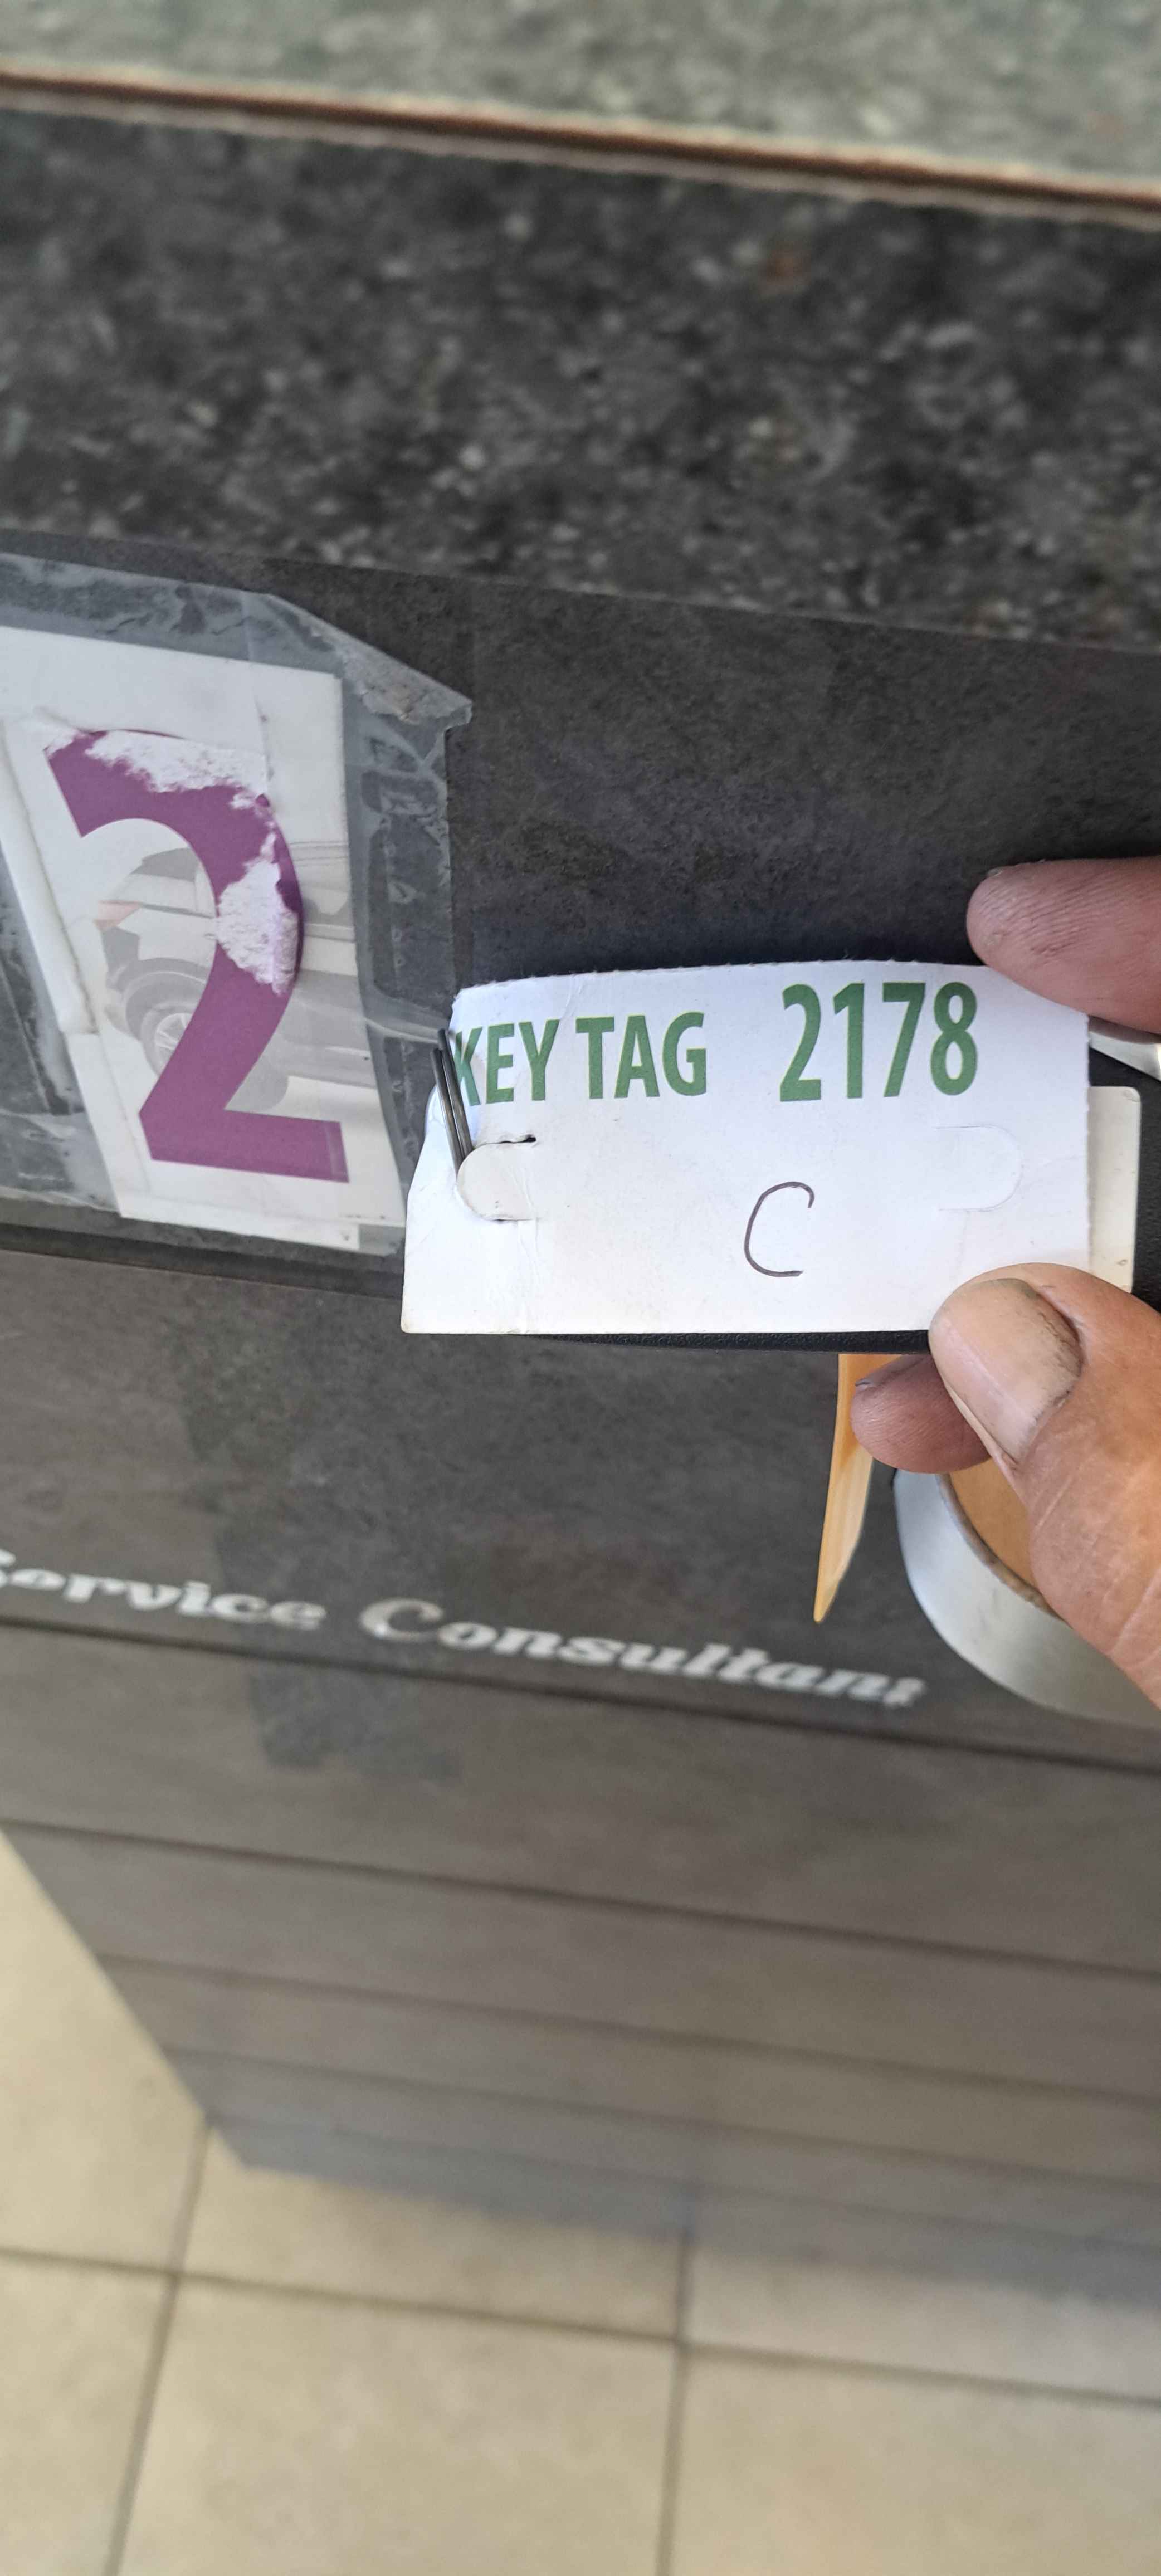 2
KEY TAG 2178
C
Service Consultant